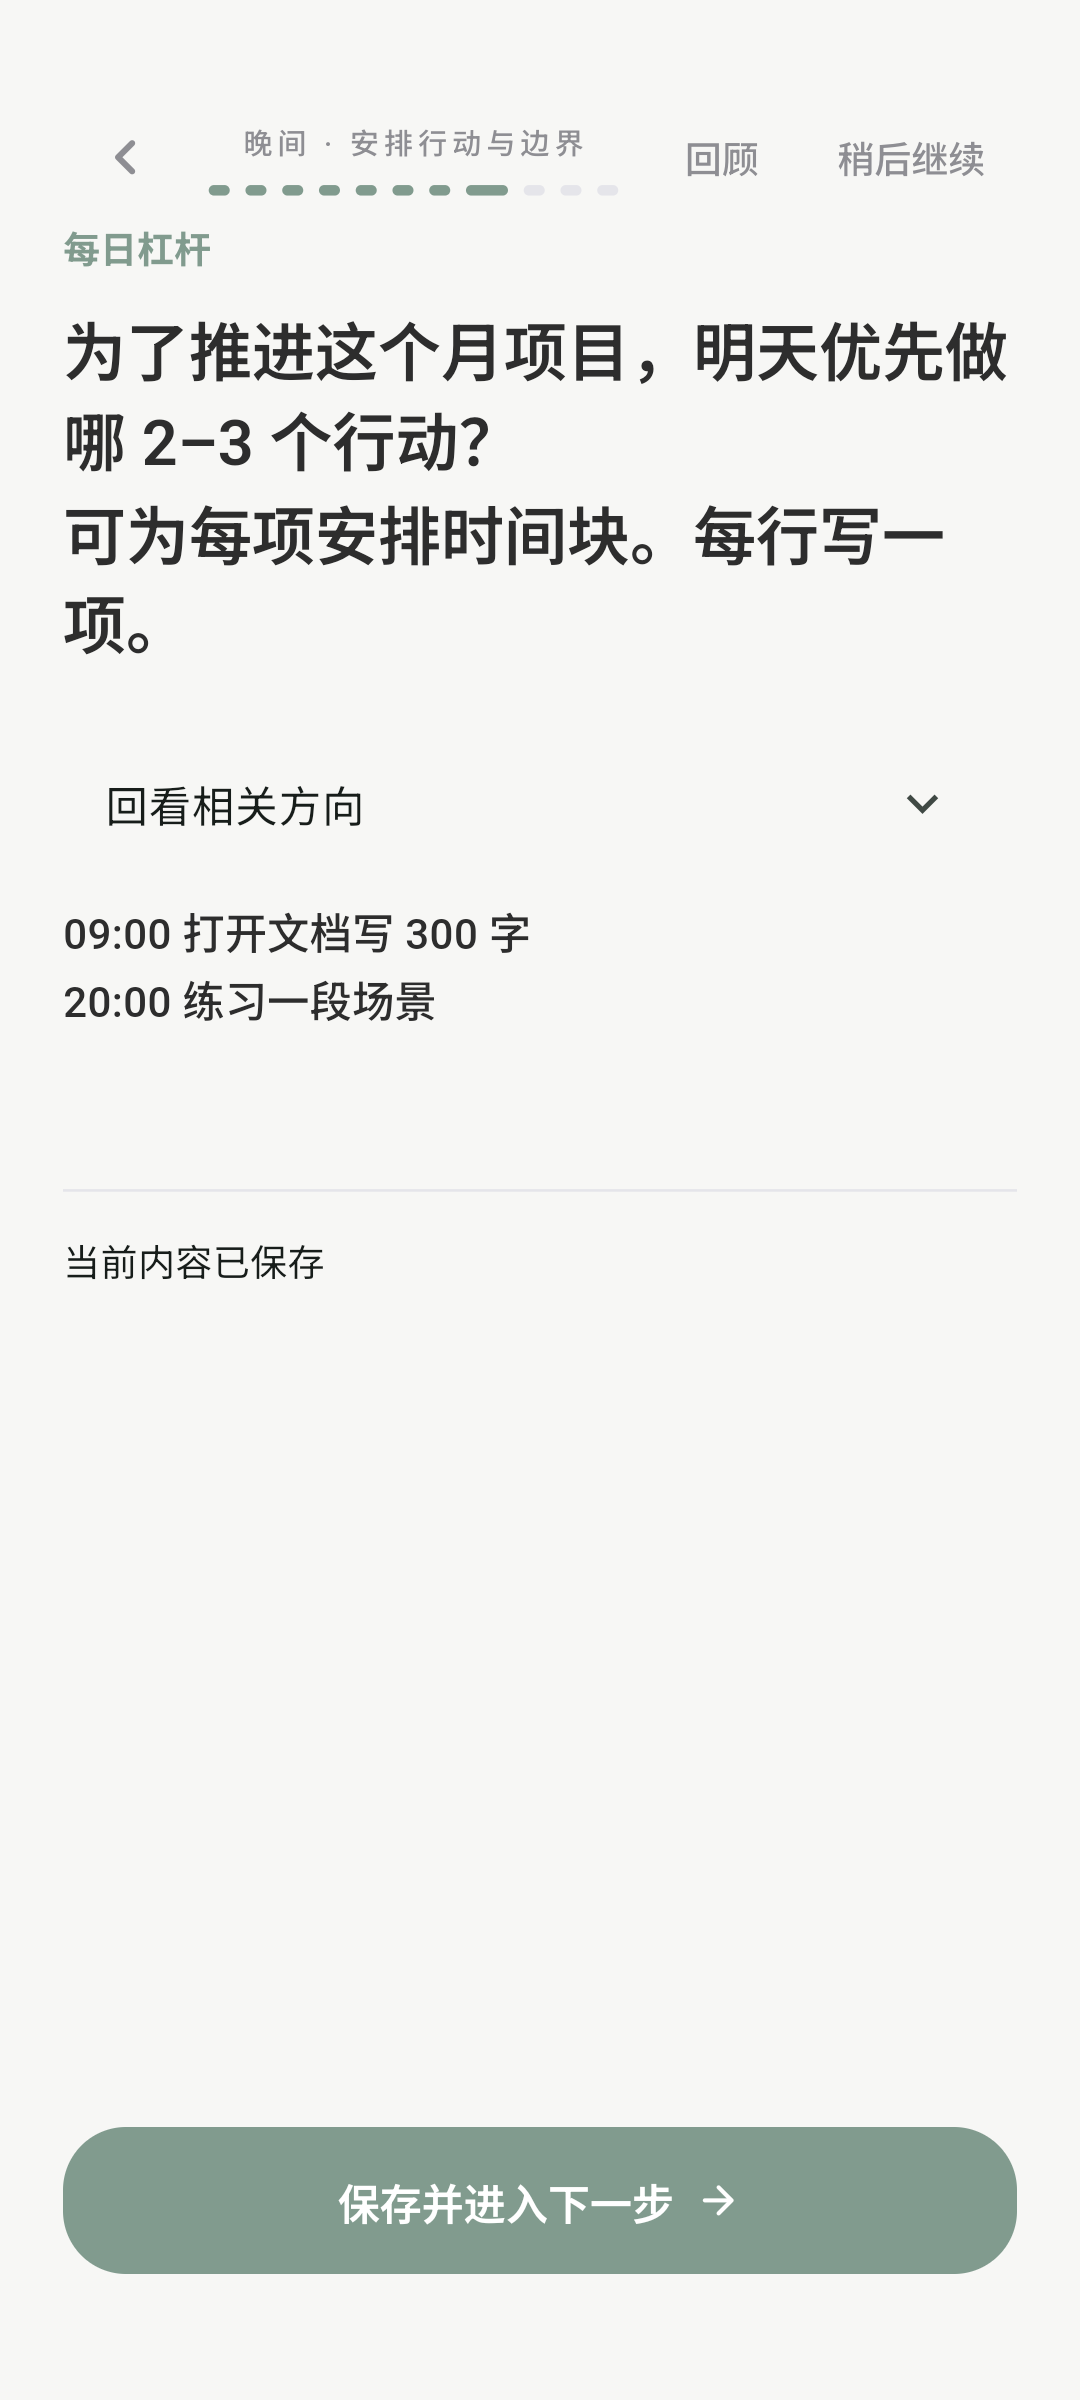 晚间 · 安排行动与边界
回顾
稍后继续
每日杠杆
为了推进这个月项目，明天优先做
哪 2–3 个行动？
可为每项安排时间块。每行写一
项。
回看相关方向
09:00 打开文档写 300 字
20:00 练习一段场景
当前内容已保存
保存并进入下一步